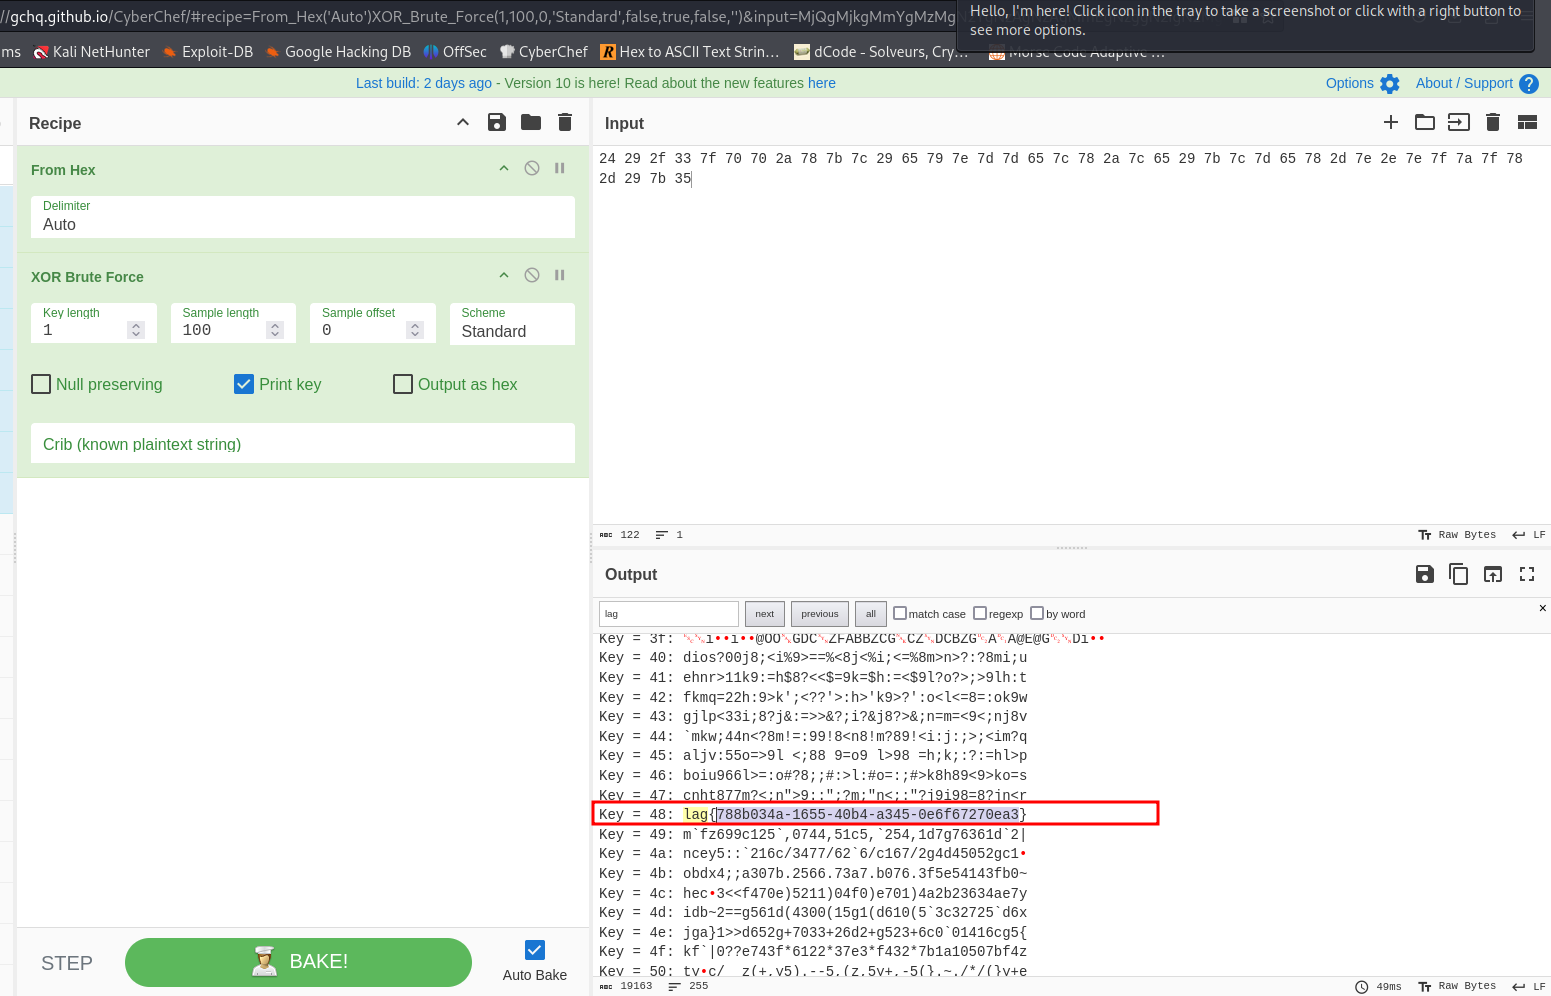 //gchq.github.io/CyberChef/#recipe=From_Hex('Auto')XOR_Brute_Force(1,100,0,'Standard',false,true,false,'')&input=MjQgMjkgMmYgMzMg
Hello, I'm here! Click icon in the tray to take a screenshot or click with a right button to
see more options.
ms Kali NetHunter Exploit-DB Google Hacking DB OffSec CyberChef Hex to ASCII Text Strin… dCode - Solveurs, Cry… Morse Code Adaptive …
Last build: 2 days ago - Version 10 is here! Read about the new features here
Options About / Support
Recipe
Input
24 29 2f 33 7f 70 70 2a 78 7b 7c 29 65 79 7e 7d 7d 65 7c 78 2a 7c 65 29 7b 7c 7d 65 78 2d 7e 2e 7e 7f 7a 7f 78
2d 29 7b 35
From Hex
Delimiter
Auto
XOR Brute Force
Key length
1
Sample length
100
Sample offset
0
Scheme
Standard
Null preserving
Print key
Output as hex
Crib (known plaintext string)
ABC 122 1
Raw Bytes LF
Output
lag
next previous all match case regexp by word ×
Key = 40: dios?00j8;<i%9>==%<8j<%i;<=%8m>n>?:?8mi;u
Key = 41: ehnr>11k9:=h$8?<<$=9k=$h:=<$9l?o?>;>9lh:t
Key = 42: fkmq=22h:9>k';<??'>:h>'k9>?':o<l<=8=:ok9w
Key = 43: gjlp<33i;8?j&:=>>&?;i?&j8?>&;n=m=<9<;nj8v
Key = 44: `mkw;44n<?8m!=:99!8<n8!m?89!<i:j:;>;<im?q
Key = 45: aljv:55o=>9l <;88 9=o9 l>98 =h;k;:?:=hl>p
Key = 46: boiu966l>=:o#?8;;#:>l:#o=:;#>k8h89<9>ko=s
Key = 47: cnht877m?<;n">9::";?m;"n<;:"?j9i98=8?jn<r
Key = 48: lag{788b034a-1655-40b4-a345-0e6f67270ea3}
Key = 49: m`fz699c125`,0744,51c5,`254,1d7g76361d`2|
Key = 4a: ncey5::`216c/3477/62`6/c167/2g4d45052gc1•
Key = 4b: obdx4;;a307b.2566.73a7.b076.3f5e54143fb0~
Key = 4c: hec•3<<f470e)5211)04f0)e701)4a2b23634ae7y
Key = 4d: idb~2==g561d(4300(15g1(d610(5`3c32725`d6x
Key = 4e: jga}1>>d652g+7033+26d2+g523+6c0`01416cg5{
Key = 4f: kf`|0??e743f*6122*37e3*f432*7b1a10507bf4z
STEP
BAKE!
Auto Bake
ABC 19163 255
49ms Raw Bytes LF